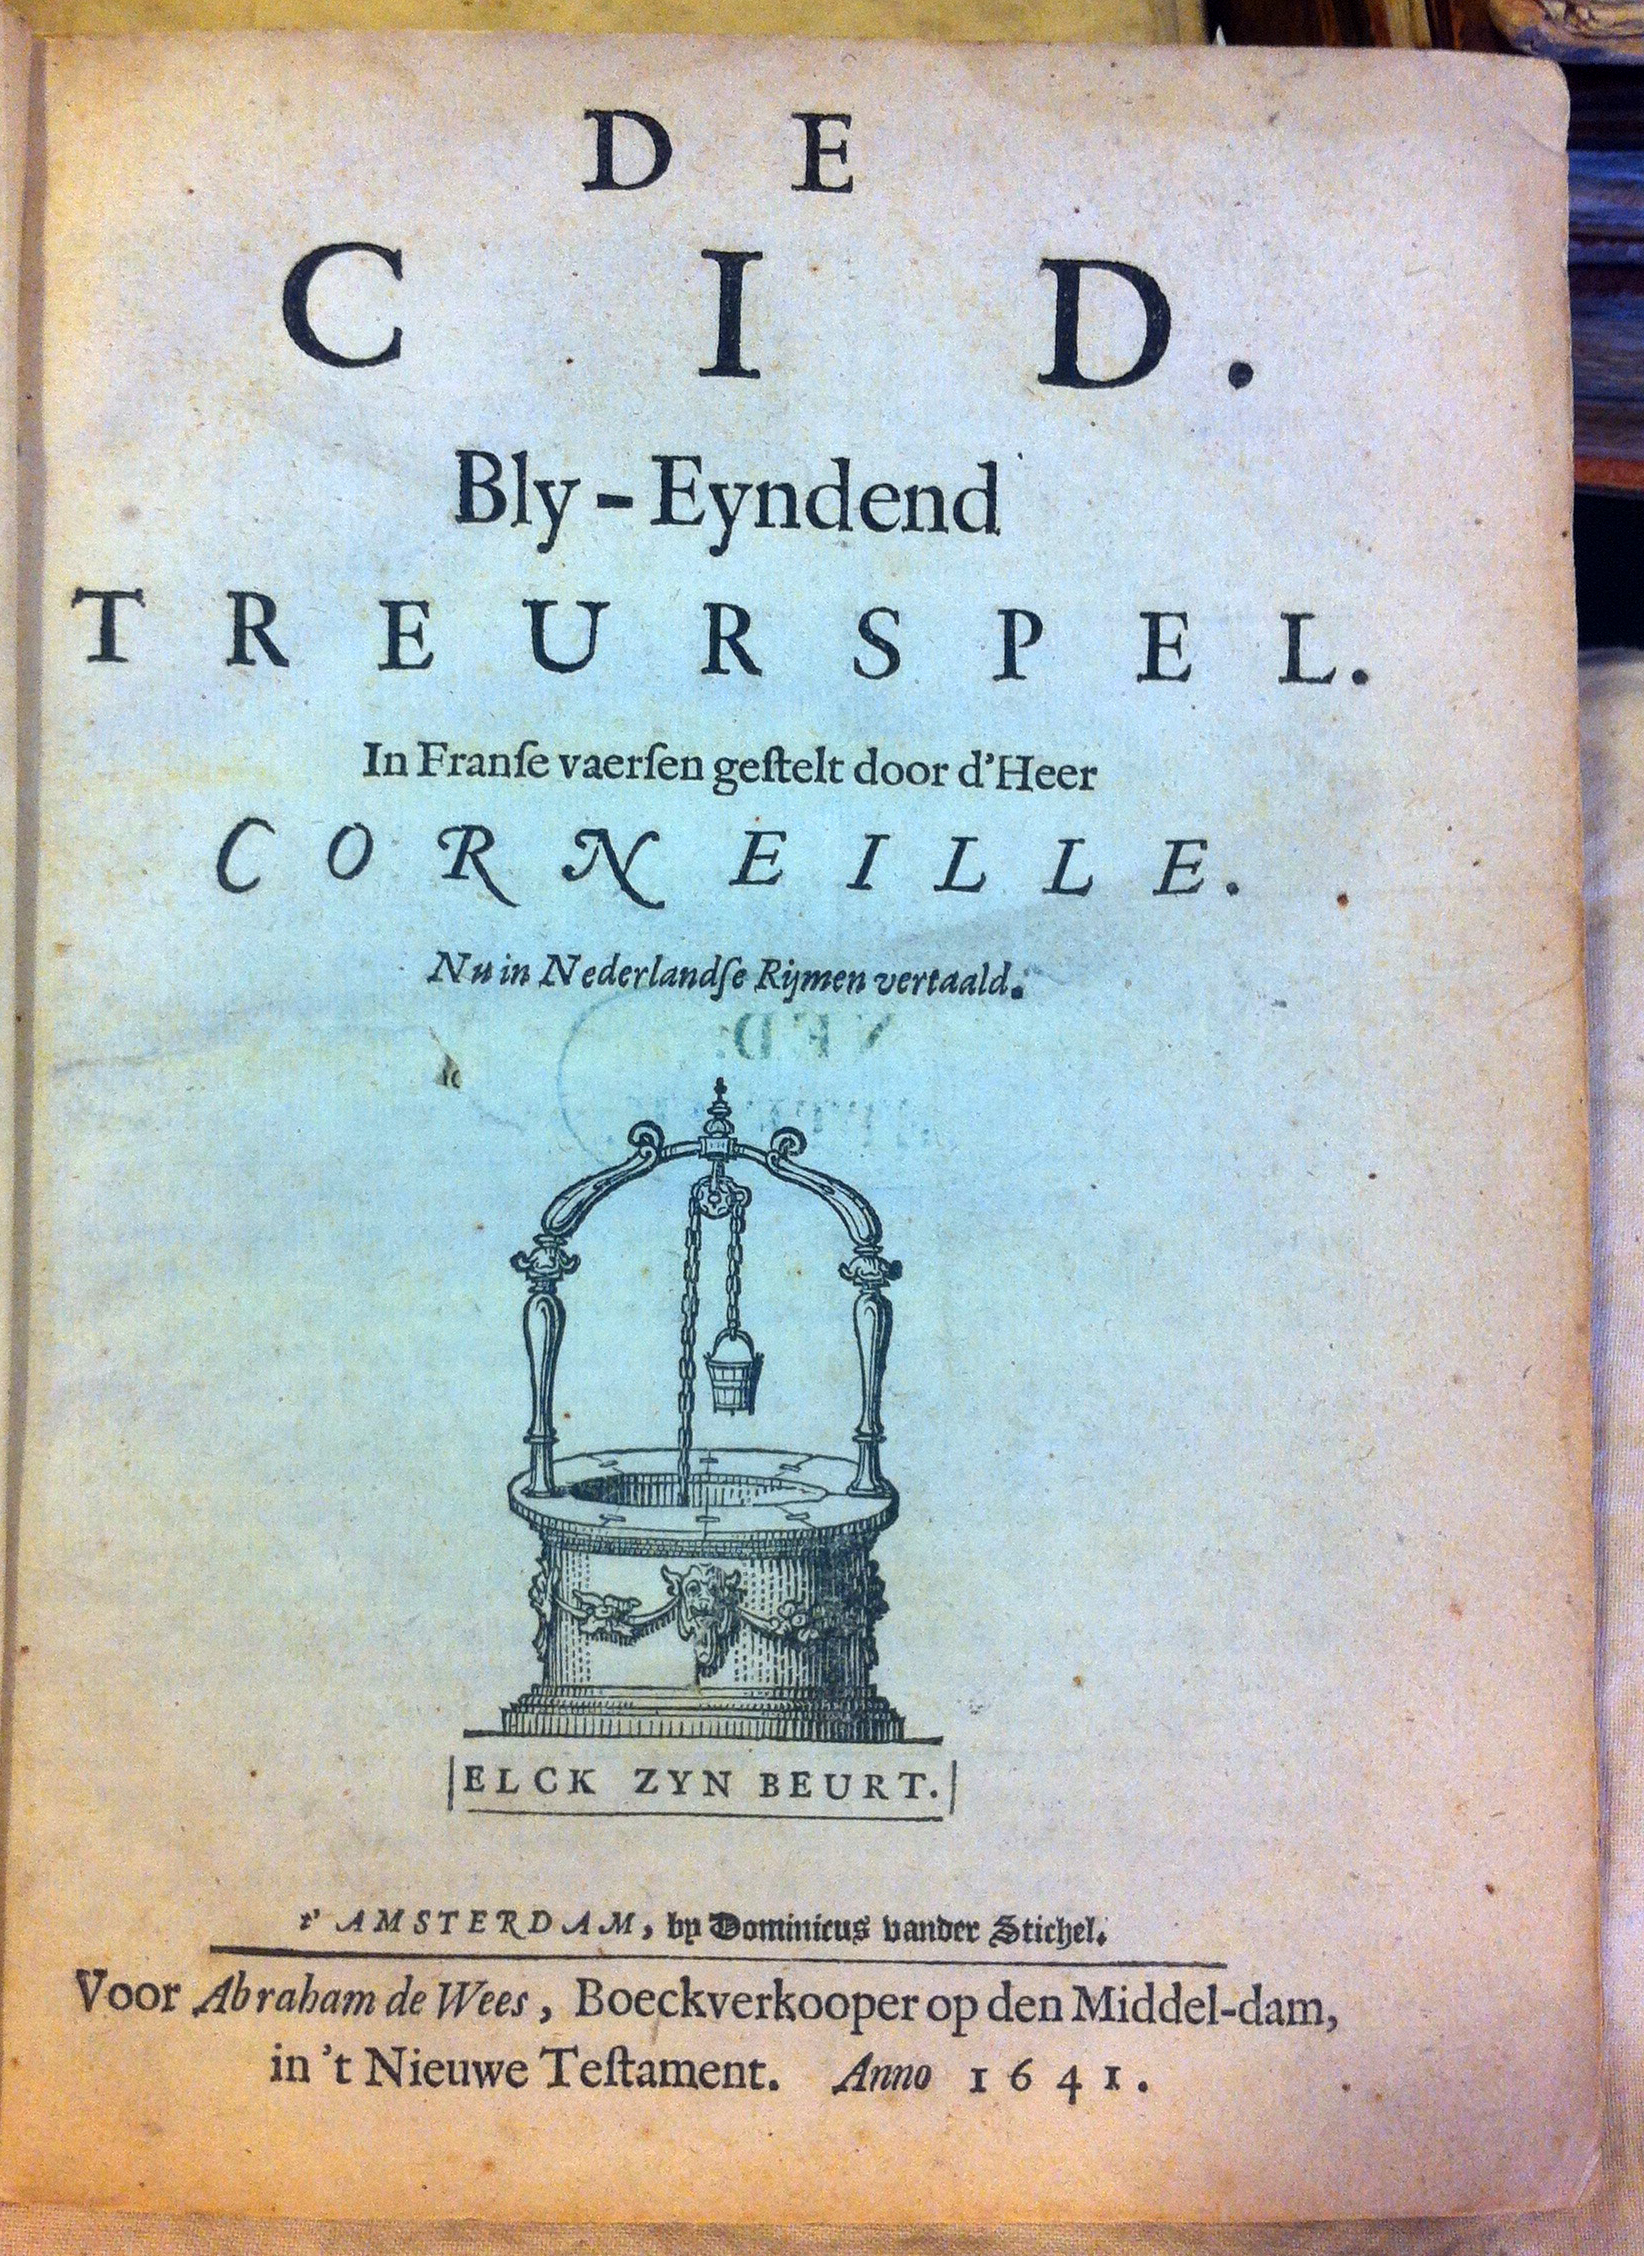 DE
CID.
Bly-Eyndend
TREURSPEL.
In Franſe vaerſen geſtelt door d'Heer
CORNEILLE.
Nu in Nederlandſe Rijmen vertaald.
NED:
ELCK ZYN BEURT.
t' AMSTERDAM, by Dominicus vander Stichel.
Voor Abraham de Wees, Boeckverkooper op den Middel-dam,
in 't Nieuwe Teſtament. Anno 1641.